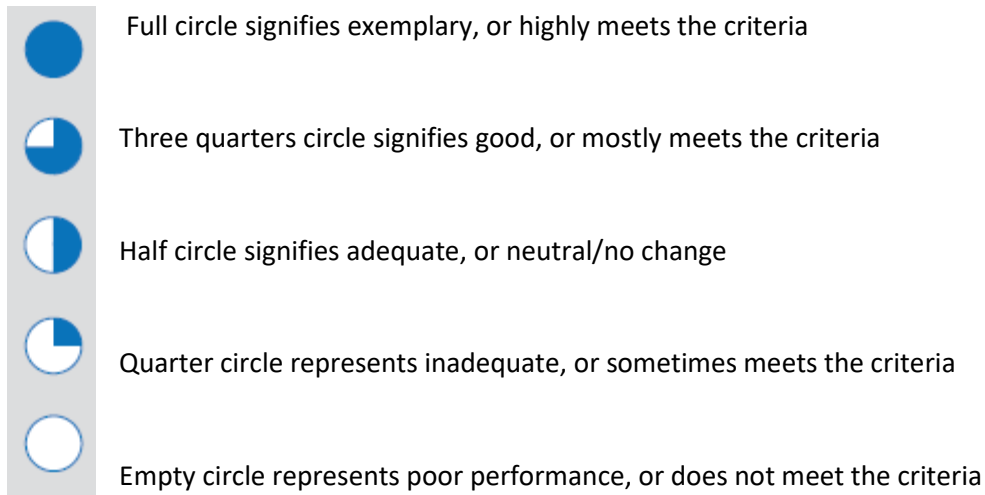 Full circle signifies exemplary, or highly meets the criteria
Three quarters circle signifies good, or mostly meets the criteria
Half circle signifies adequate, or neutral/no change
Quarter circle represents inadequate, or sometimes meets the criteria
Empty circle represents poor performance, or does not meet the criteria